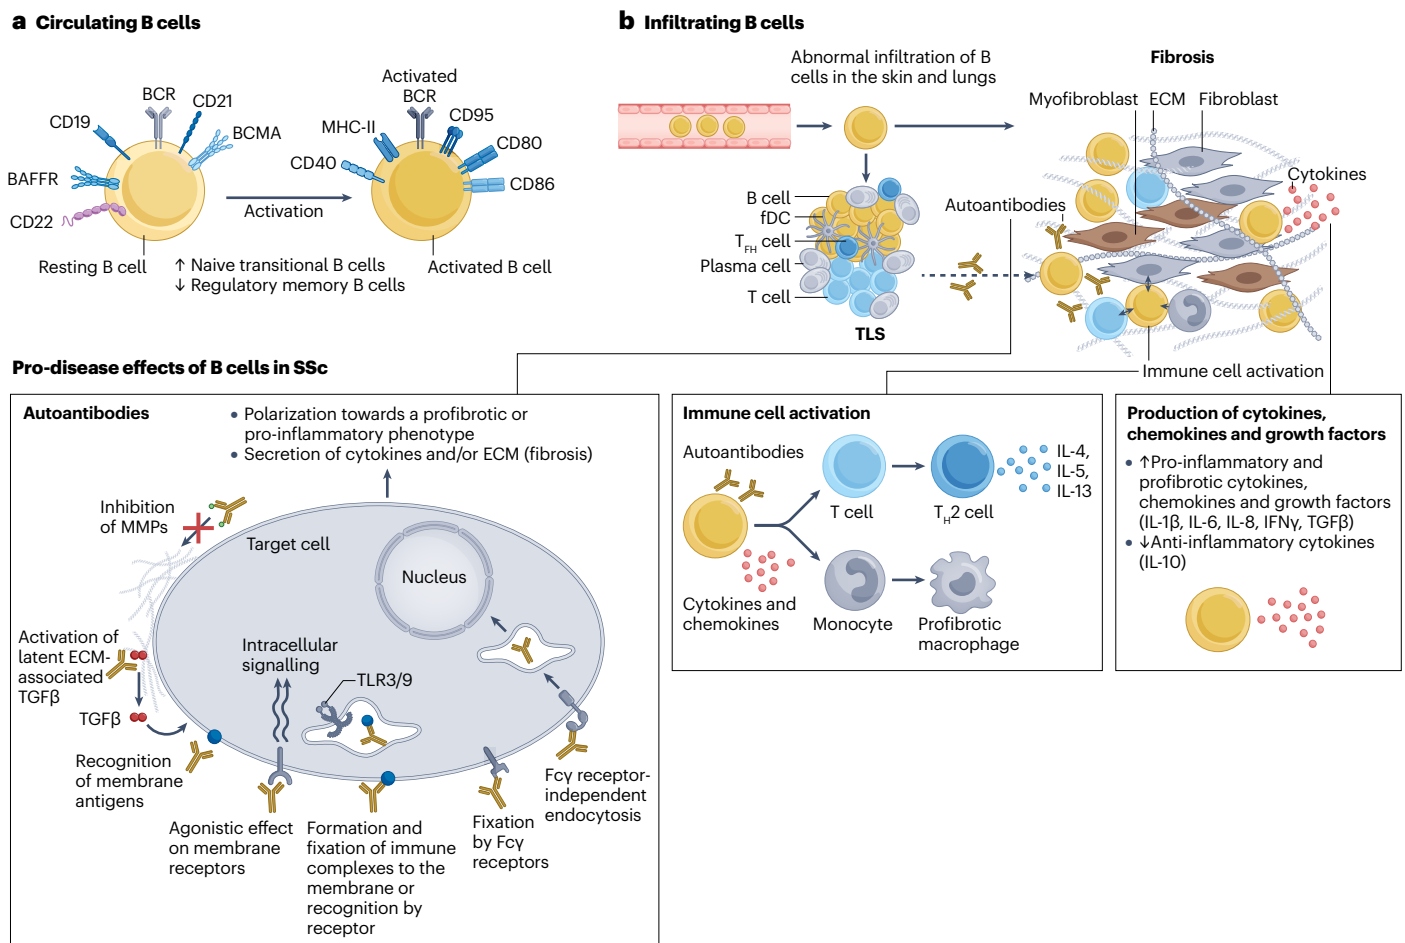 a Circulating B cells
BCR
CD21
CD19
BCMA
BAFFR
CD22
Resting B cell
Activation
↑ Naive transitional B cells
↓ Regulatory memory B cells
Activated
BCR
CD95
MHC-II
CD80
CD40
CD86
Activated B cell
b Infiltrating B cells
Abnormal infiltration of B
cells in the skin and lungs
B cell
fDC
TFH cell
Plasma cell
T cell
TLS
Fibrosis
Myofibroblast
ECM
Fibroblast
Cytokines
Autoantibodies
Immune cell activation
Pro-disease effects of B cells in SSc
Autoantibodies
• Polarization towards a profibrotic or
pro-inflammatory phenotype
• Secretion of cytokines and/or ECM (fibrosis)
Inhibition
of MMPs
Target cell
Nucleus
Activation of
latent ECM-
associated
TGFβ
TGFβ
Intracellular
signalling
TLR3/9
Recognition
of membrane
antigens
Agonistic effect
on membrane
receptors
Formation and
fixation of immune
complexes to the
membrane or
recognition by
receptor
Fixation
by Fcγ
receptors
Fcγ receptor-
independent
endocytosis
Immune cell activation
Autoantibodies
Cytokines and
chemokines
T cell
TH2 cell
IL-4,
IL-5,
IL-13
Monocyte
Profibrotic
macrophage
Production of cytokines,
chemokines and growth factors
• ↑Pro-inflammatory and
profibrotic cytokines,
chemokines and growth factors
(IL-1β, IL-6, IL-8, IFNγ, TGFβ)
• ↓Anti-inflammatory cytokines
(IL-10)